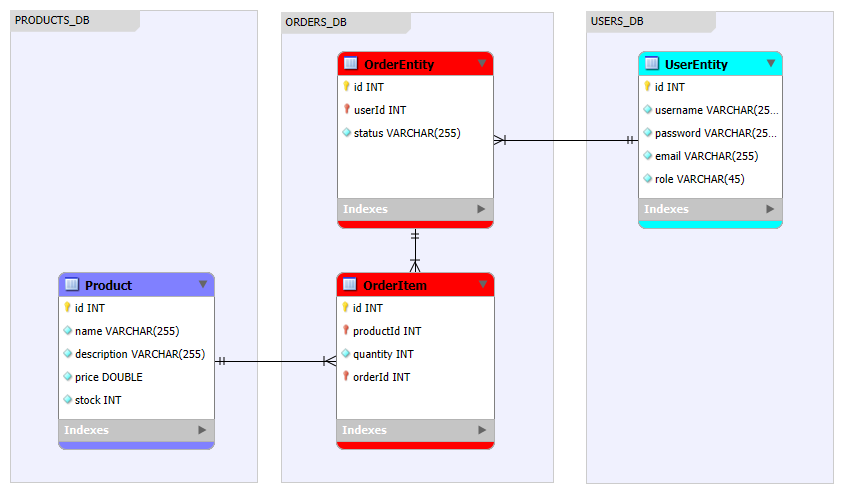 PRODUCTS_DB
ORDERS_DB
USERS_DB
OrderEntity
id INT
userId INT
status VARCHAR(255)
Indexes
UserEntity
id INT
username VARCHAR(25...
password VARCHAR(25...
email VARCHAR(255)
role VARCHAR(45)
Indexes
Product
id INT
name VARCHAR(255)
description VARCHAR(255)
price DOUBLE
stock INT
Indexes
OrderItem
id INT
productId INT
quantity INT
orderId INT
Indexes